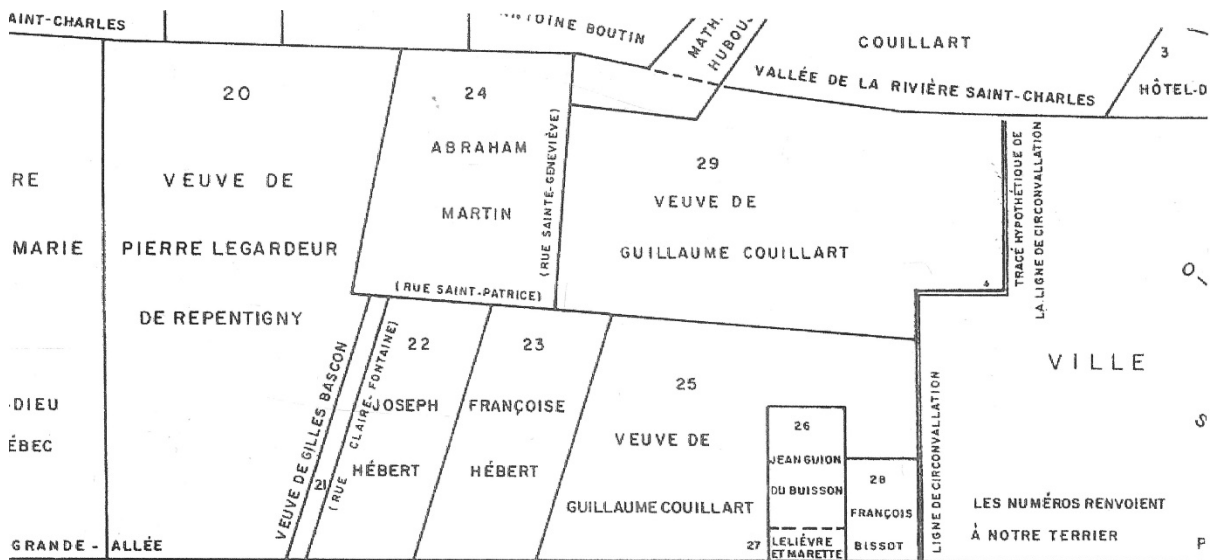 AINT-CHARLES
ANTOINE BOUTIN
MATH
HUBOU
COUILLART
VALLÉE DE LA RIVIÈRE SAINT-CHARLES
3
HÔTEL-D
RE
MARIE
-DIEU
ÉBEC
20
VEUVE DE
PIERRE LEGARDEUR
DE REPENTIGNY
24
ABRAHAM
MARTIN
(RUE SAINTE-GENEVIÈVE)
(RUE SAINT-PATRICE)
29
VEUVE DE
GUILLAUME COUILLART
4
TRACÉ HYPOTHÉTIQUE DE
LA LIGNE DE CIRCONVALLATION
VEUVE DE GILLES BASCON
21
(RUE CLAIRE-FONTAINE)
22
JOSEPH
HÉBERT
23
FRANÇOISE
HÉBERT
25
VEUVE DE
GUILLAUME COUILLART
26
JEAN GUION
DU BUISSON
27
LELIÈVRE
ET MARETTE
28
FRANÇOIS
BISSOT
LIGNE DE CIRCONVALLATION
VILLE
O
S
LES NUMÉROS RENVOIENT
À NOTRE TERRIER
P
GRANDE-ALLÉE